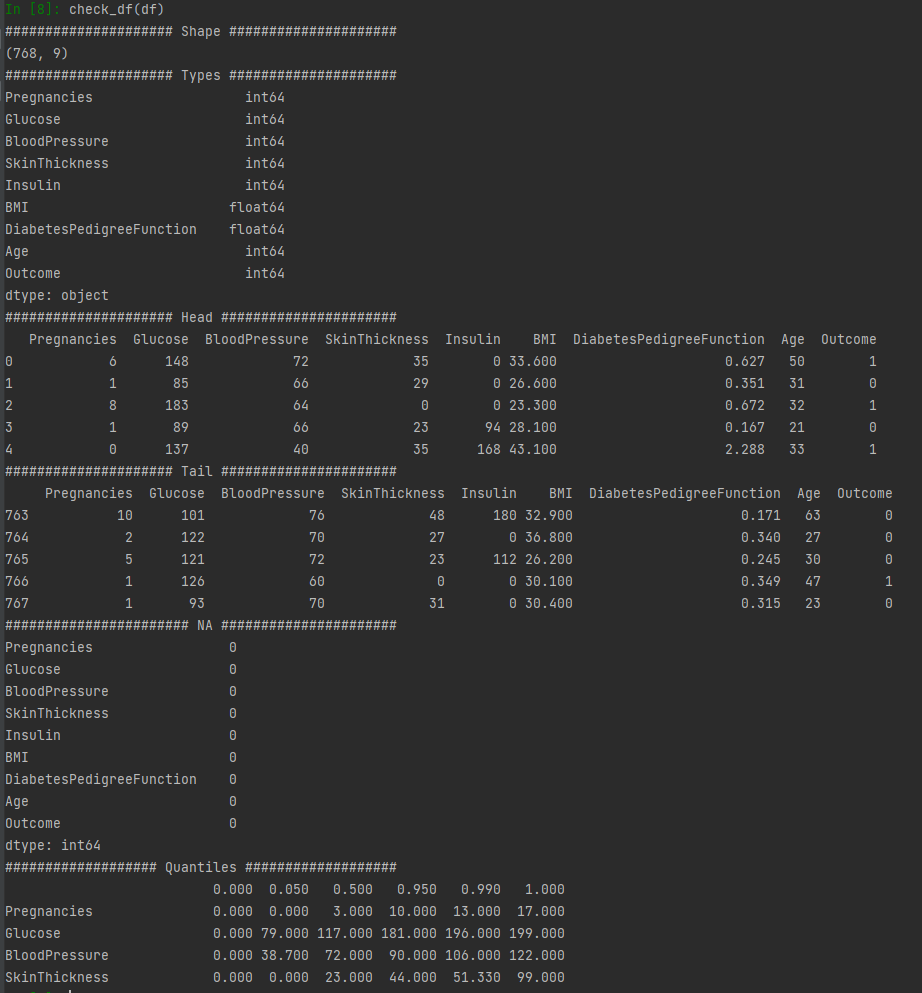 In [8]: check_df(df)
##################### Shape #####################
(768, 9)
##################### Types #####################
Pregnancies                   int64
Glucose                       int64
BloodPressure                 int64
SkinThickness                 int64
Insulin                       int64
BMI                         float64
DiabetesPedigreeFunction    float64
Age                           int64
Outcome                       int64
dtype: object
##################### Head ######################
   Pregnancies  Glucose  BloodPressure  SkinThickness  Insulin    BMI  DiabetesPedigreeFunction  Age  Outcome
0            6      148             72             35        0 33.600                     0.627   50        1
1            1       85             66             29        0 26.600                     0.351   31        0
2            8      183             64              0        0 23.300                     0.672   32        1
3            1       89             66             23       94 28.100                     0.167   21        0
4            0      137             40             35      168 43.100                     2.288   33        1
##################### Tail ######################
     Pregnancies  Glucose  BloodPressure  SkinThickness  Insulin    BMI  DiabetesPedigreeFunction  Age  Outcome
763           10      101             76             48      180 32.900                     0.171   63        0
764            2      122             70             27        0 36.800                     0.340   27        0
765            5      121             72             23      112 26.200                     0.245   30        0
766            1      126             60              0        0 30.100                     0.349   47        1
767            1       93             70             31        0 30.400                     0.315   23        0
####################### NA ######################
Pregnancies                 0
Glucose                     0
BloodPressure               0
SkinThickness               0
Insulin                     0
BMI                         0
DiabetesPedigreeFunction    0
Age                         0
Outcome                     0
dtype: int64
################### Quantiles ###################
                          0.000  0.050   0.500   0.950   0.990   1.000
Pregnancies               0.000  0.000   3.000  10.000  13.000  17.000
Glucose                   0.000 79.000 117.000 181.000 196.000 199.000
BloodPressure             0.000 38.700  72.000  90.000 106.000 122.000
SkinThickness             0.000  0.000  23.000  44.000  51.330  99.000